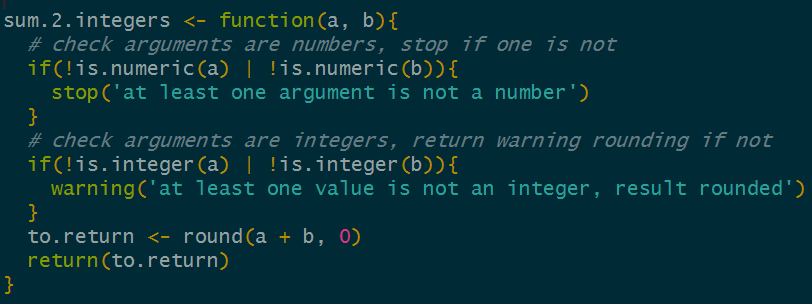 sum.2.integers <- function(a, b){
  # check arguments are numbers, stop if one is not
  if(!is.numeric(a) | !is.numeric(b)){
    stop('at least one argument is not a number')
  }
  # check arguments are integers, return warning rounding if not
  if(!is.integer(a) | !is.integer(b)){
    warning('at least one value is not an integer, result rounded')
  }
  to.return <- round(a + b, 0)
  return(to.return)
}